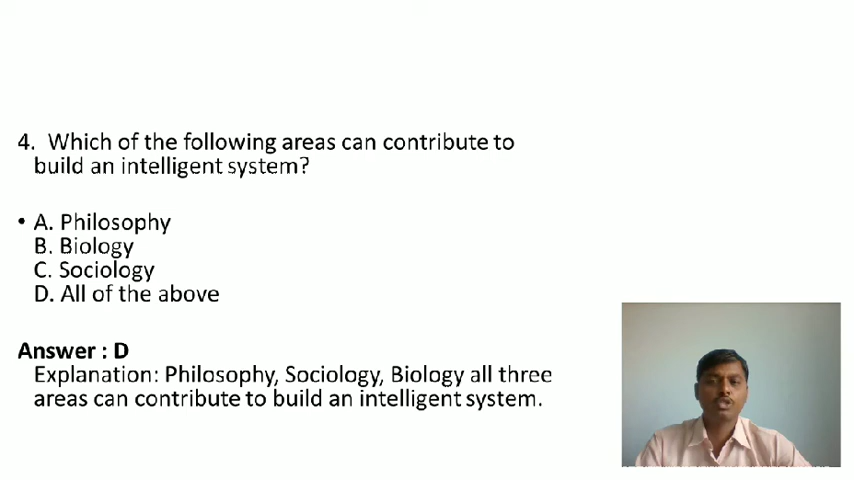 4. Which of the following areas can contribute to
build an intelligent system?
• A. Philosophy
B. Biology
C. Sociology
D. All of the above
Answer : D
Explanation: Philosophy, Sociology, Biology all three
areas can contribute to build an intelligent system.